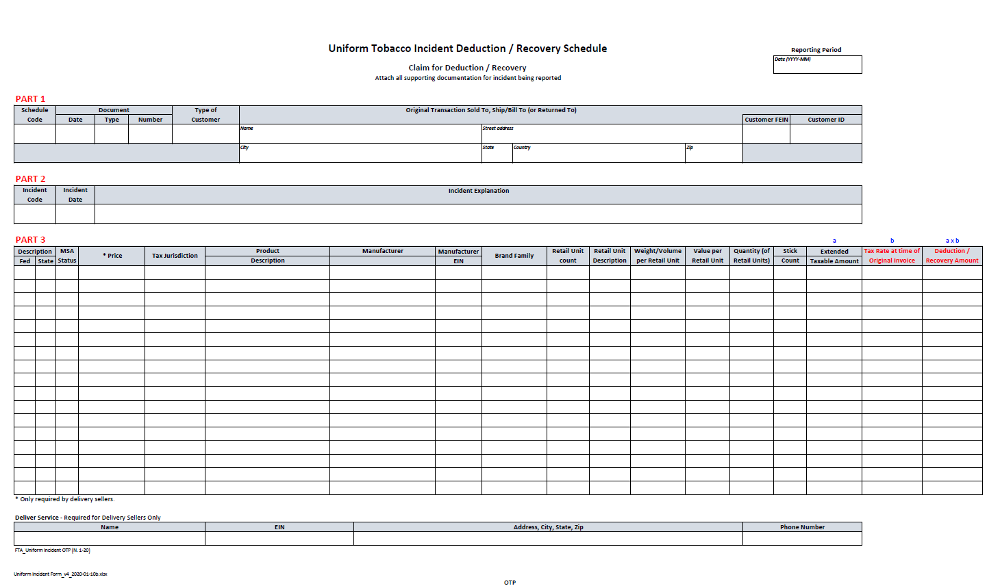 Uniform Tobacco Incident Deduction / Recovery Schedule
Reporting Period
Date (YYYY-MM)
Claim for Deduction / Recovery
Attach all supporting documentation for incident being reported
PART 1
Schedule Code
Document
Date
Type
Number
Type of Customer
Original Transaction Sold To, Ship/Bill To (or Returned To)
Customer FEIN
Customer ID
Name
Street address
City
State
Country
Zip
PART 2
Incident Code
Incident Date
Incident Explanation
PART 3
a
b
a x b
Description
Fed
State
MSA Status
* Price
Tax Jurisdiction
Product
Description
Manufacturer
Manufacturer
EIN
Brand Family
Retail Unit count
Retail Unit Description
Weight/Volume per Retail Unit
Value per Retail Unit
Quantity (of Retail Units)
Stick
Count
Extended
Taxable Amount
Tax Rate at time of Original Invoice
Deduction / Recovery Amount
* Only required by delivery sellers.
Deliver Service - Required for Delivery Sellers Only
Name
EIN
Address, City, State, Zip
Phone Number
FTA_Uniform Incident OTP (N. 1-20)
Uniform Incident Form_v4_2020-01-10b.xlsx
OTP